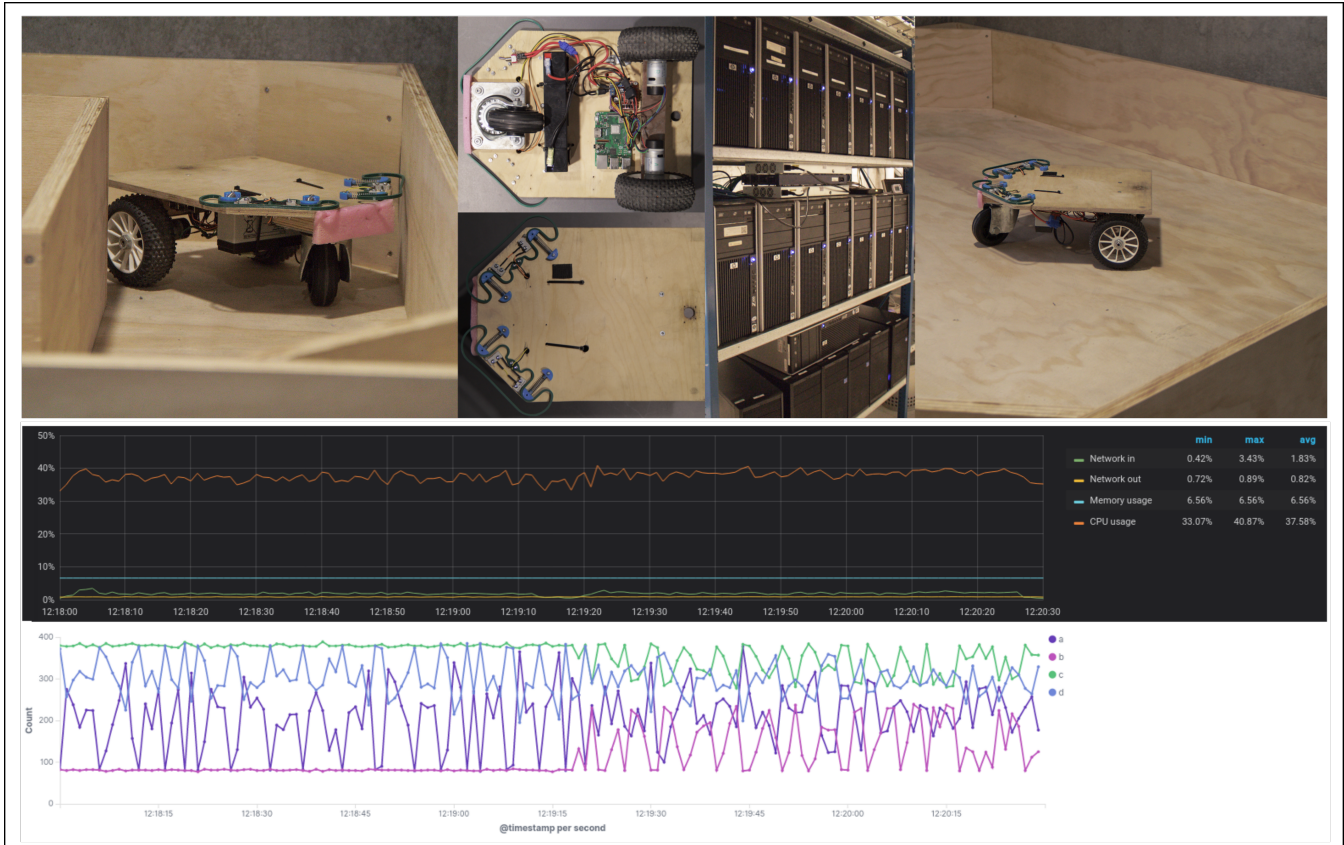 50%
40%
30%
20%
10%
0%
12:18:00 12:18:10 12:18:20 12:18:30 12:18:40 12:18:50 12:19:00 12:19:10 12:19:20 12:19:30 12:19:40 12:19:50 12:20:00 12:20:10 12:20:20 12:20:30
min max avg
Network in 0.42% 3.43% 1.83%
Network out 0.72% 0.89% 0.82%
Memory usage 6.56% 6.56% 6.56%
CPU usage 33.07% 40.87% 37.58%
400
300
200
100
0
Count
12:18:15 12:18:30 12:18:45 12:19:00 12:19:15 12:19:30 12:19:45 12:20:00 12:20:15
@timestamp per second
a
b
c
d